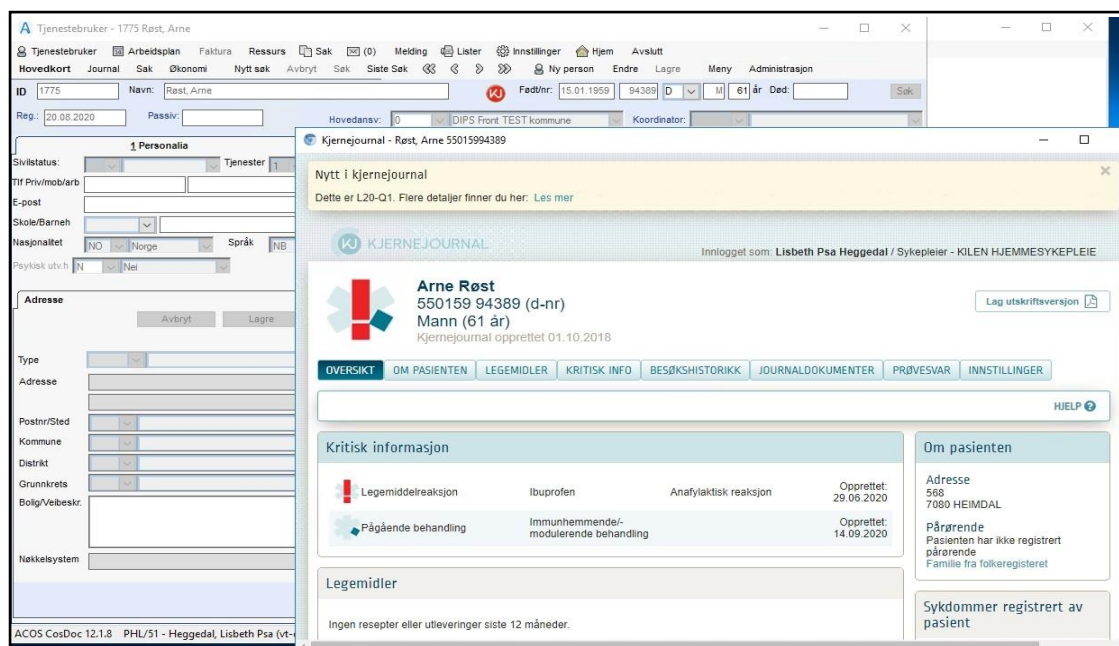 Tjenestebruker - 1775 Røst, Arne
Tjenestebruker Arbeidsplan Faktura Ressurs Sak (0) Melding Lister Innstillinger Hjem Avslutt
Hovedkort Journal Sak Økonomi Nytt søk Avbryt Søk Siste Søk Ny person Endre Lagre Meny Administrasjon
ID 1775 Navn: Røst, Arne KJ Født/nr: 15.01.1959 94389 D M 61 år Død: Søk
Reg.: 20.08.2020 Passiv: Hovedansv: 0 DIPS Front TEST kommune Koordinator:
1 Personalia
Sivilstatus: Tjenester 1
Tlf Priv/mob/arb
E-post
Skole/Barneh
Nasjonalitet NO Norge Språk NB
Psykisk utv.h N Nei
Adresse
Avbryt Lagre
Type
Adresse
Postnr/Sted
Kommune
Distrikt
Grunnkrets
Bolig/Veibeskr.
Nøkkelsystem
ACOS CosDoc 12.1.8 PHL/51 - Heggedal, Lisbeth Psa (vt-
Kjernejournal - Røst, Arne 55015994389
Nytt i kjernejournal
Dette er L20-Q1. Flere detaljer finner du her: Les mer
KJ KJERNEJOURNAL
Innlogget som: Lisbeth Psa Heggedal / Sykepleier - KILEN HJEMMESYKEPLEIE
Arne Røst
550159 94389 (d-nr)
Mann (61 år)
Kjernejournal opprettet 01.10.2018
Lag utskriftsversjon
OVERSIKT OM PASIENTEN LEGEMIDLER KRITISK INFO BESØKSHISTORIKK JOURNALDOKUMENTER PRØVESVAR INNSTILLINGER
HJELP
Kritisk informasjon
Legemiddelreaksjon Ibuprofen Anafylaktisk reaksjon Opprettet:
29.06.2020
Pågående behandling Immunhemmende/-
modulerende behandling Opprettet:
14.09.2020
Legemidler
Ingen resepter eller utleveringer siste 12 måneder.
Om pasienten
Adresse
568
7080 HEIMDAL
Pårørende
Pasienten har ikke registrert
pårørende
Familie fra folkeregisteret
Sykdommer registrert av
pasient